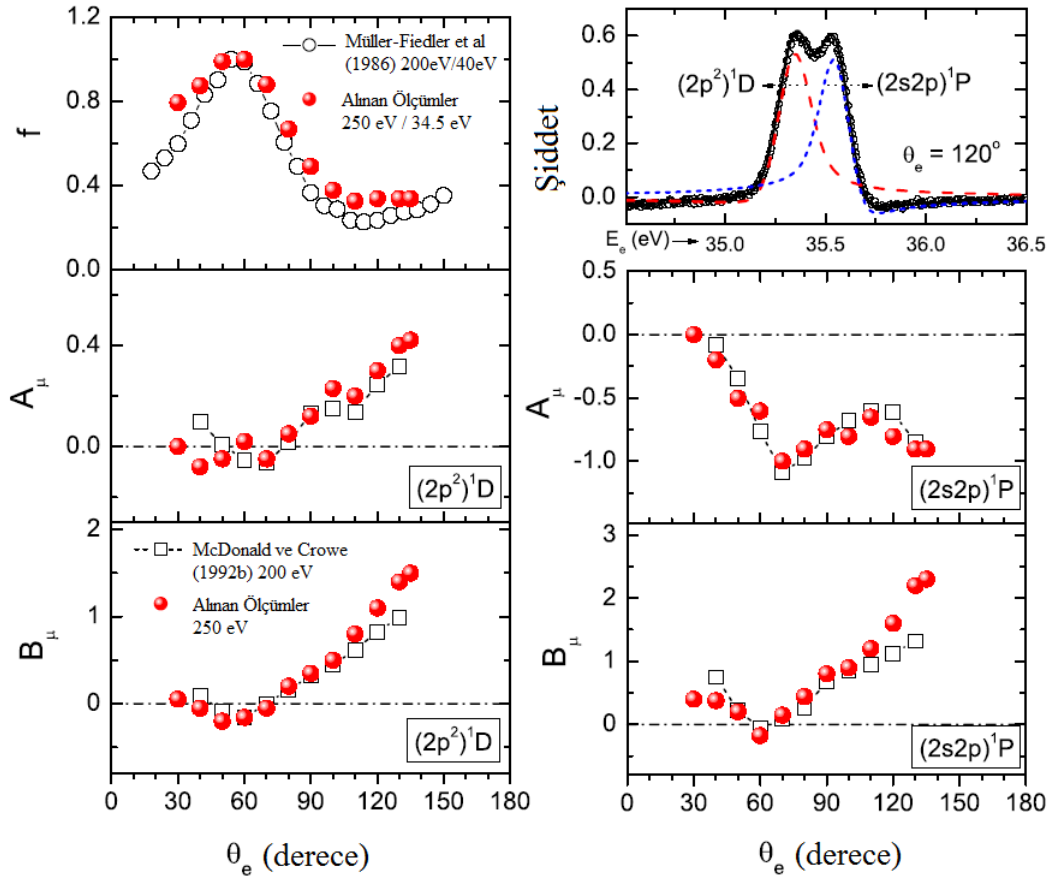 1.2
0.8
0.4
0.0
f
Müller-Fiedler et al
(1986) 200eV/40eV
Alınan Ölçümler
250 eV / 34.5 eV
0.6
0.4
0.2
0.0
Şiddet
(2p²)¹D
(2s2p)¹P
θₑ = 120°
Eₑ (eV)
35.0
35.5
36.0
36.5
0.4
0.0
A_μ
(2p²)¹D
0.5
0.0
-0.5
-1.0
A_μ
(2s2p)¹P
2
1
0
B_μ
McDonald ve Crowe
(1992b) 200 eV
Alınan Ölçümler
250 eV
(2p²)¹D
0 30 60 90 120 150 180
θₑ (derece)
3
2
1
0
B_μ
(2s2p)¹P
0 30 60 90 120 150 180
θₑ (derece)